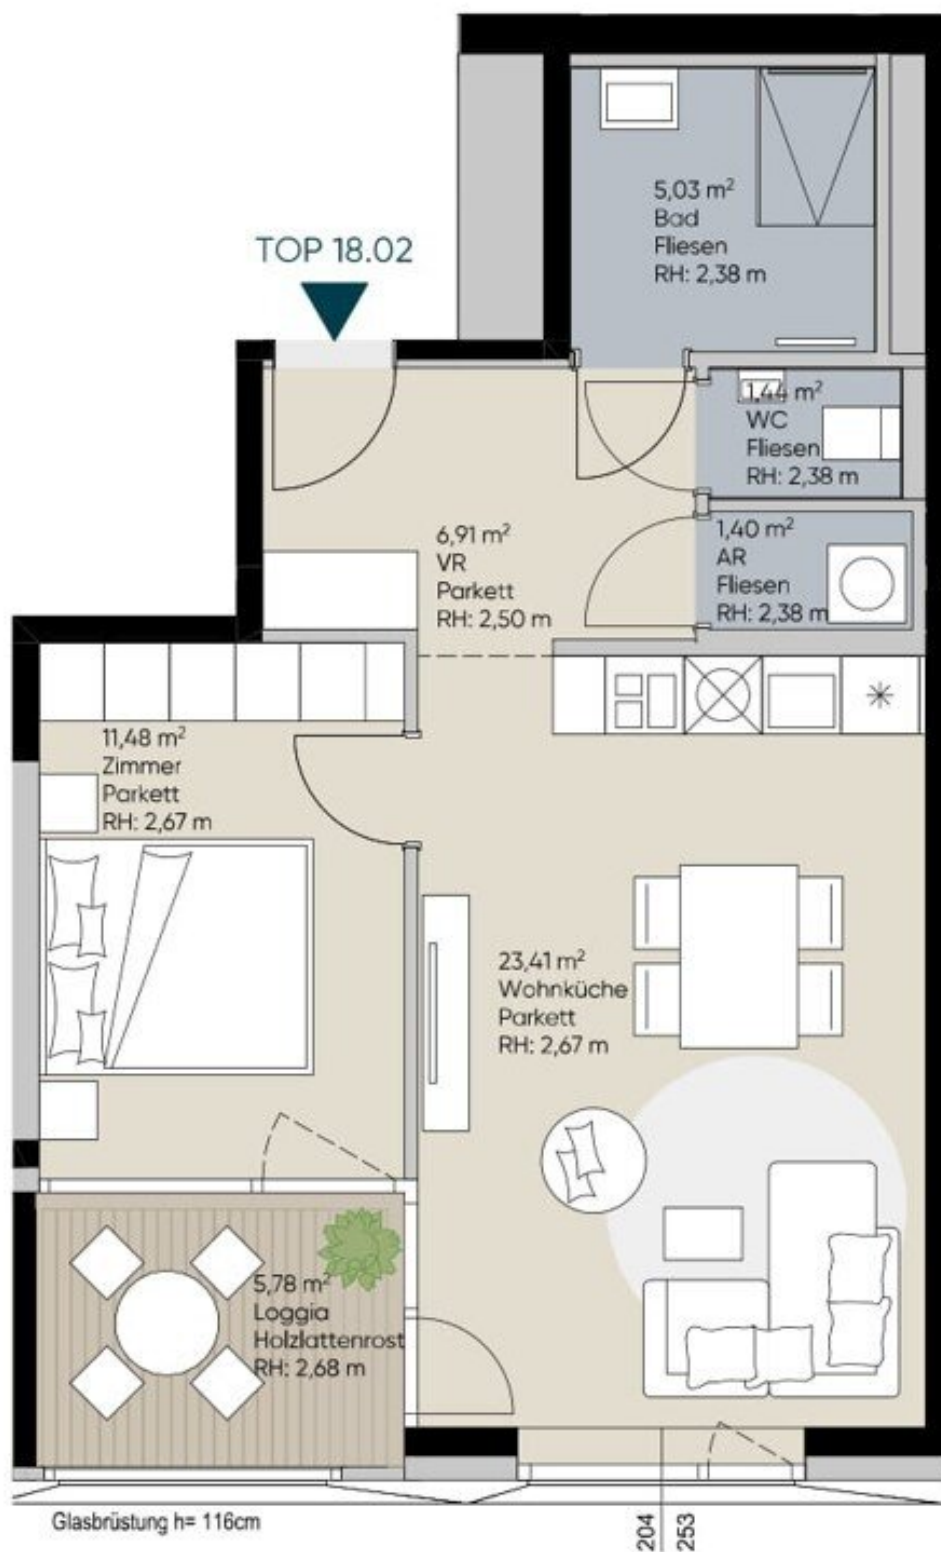 TOP 18.02
5,03 m²
Bad
Fliesen
RH: 2,38 m
1,44 m²
WC
Fliesen
RH: 2,38 m
6,91 m²
VR
Parkett
RH: 2,50 m
1,40 m²
AR
Fliesen
RH: 2,38 m
11,48 m²
Zimmer
Parkett
RH: 2,67 m
23,41 m²
Wohnküche
Parkett
RH: 2,67 m
5,78 m²
Loggia
Holzlattenrost
RH: 2,68 m
Glasbrüstung h= 116cm
204
253